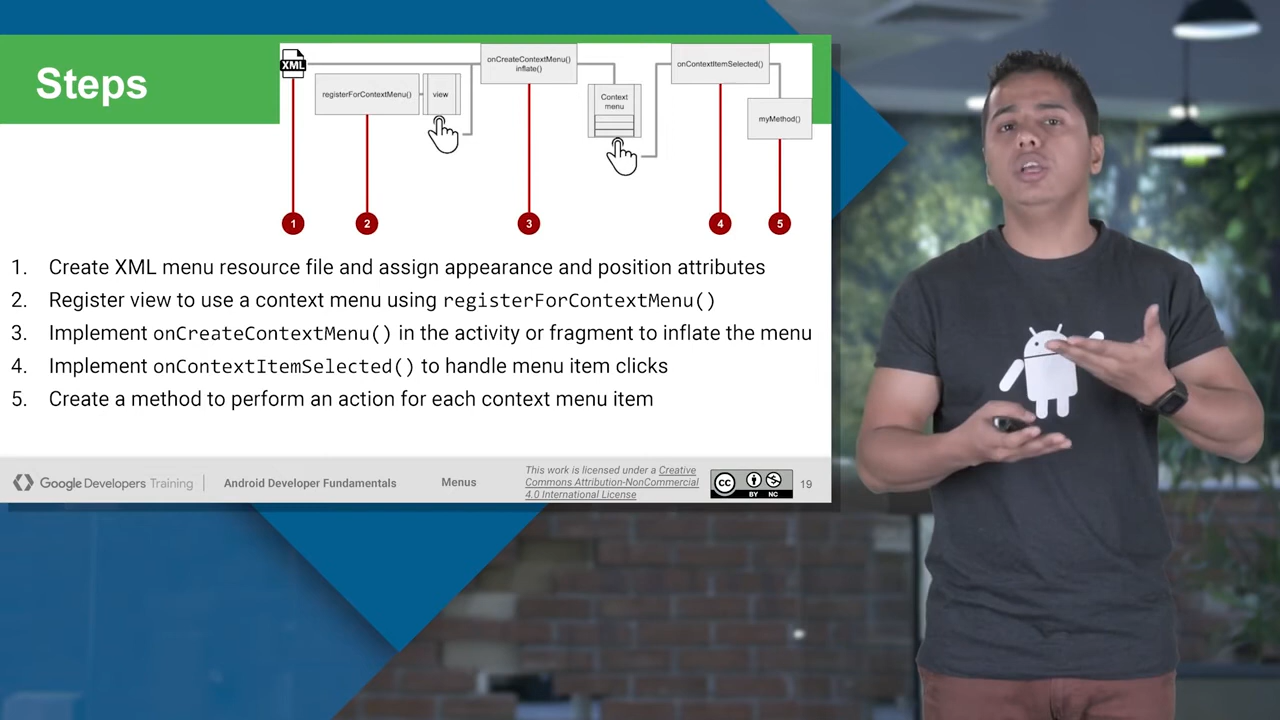 Steps
XML
registerForContextMenu()
view
onCreateContextMenu()
inflate()
Context
menu
onContextItemSelected()
myMethod()
1
2
3
4
5
1. Create XML menu resource file and assign appearance and position attributes
2. Register view to use a context menu using registerForContextMenu()
3. Implement onCreateContextMenu() in the activity or fragment to inflate the menu
4. Implement onContextItemSelected() to handle menu item clicks
5. Create a method to perform an action for each context menu item
Google Developers Training
Android Developer Fundamentals
Menus
This work is licensed under a Creative
Commons Attribution-NonCommercial
4.0 International License
cc
BY NC
19